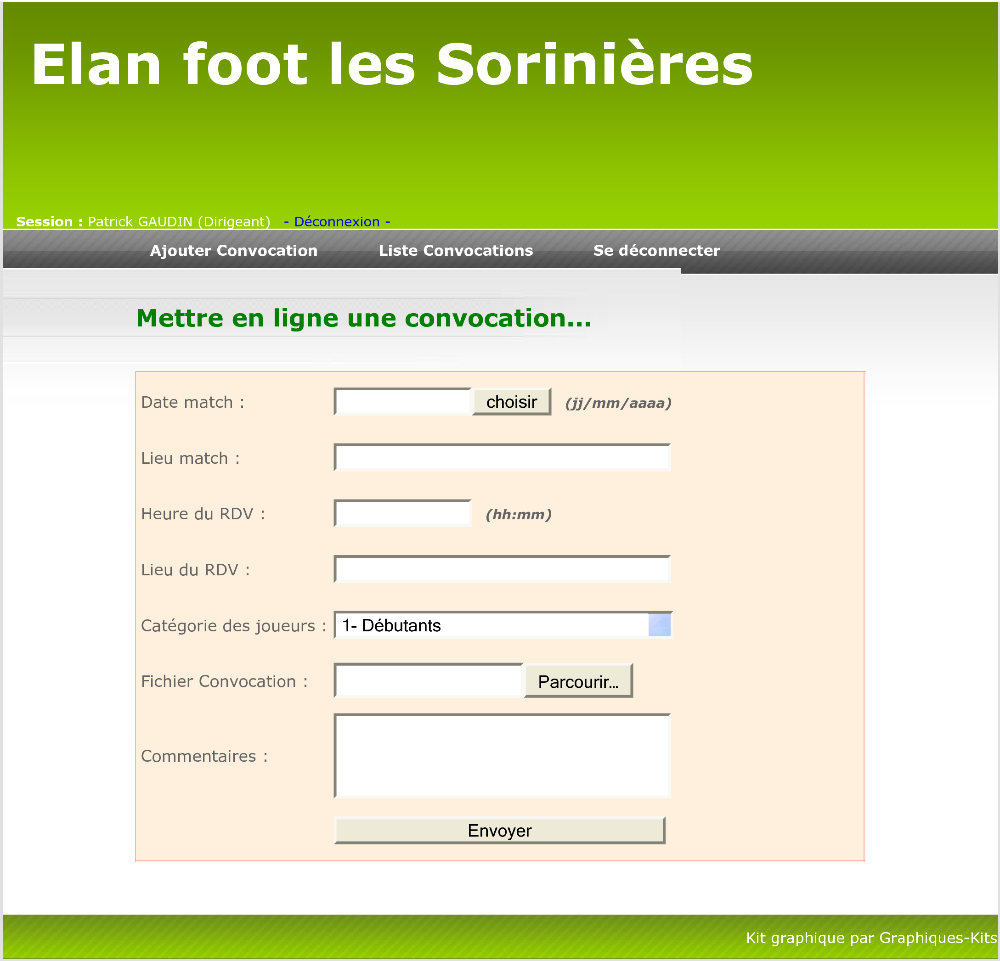 Elan foot les Sorinières
Session : Patrick GAUDIN (Dirigeant) - Déconnexion -
Ajouter Convocation Liste Convocations Se déconnecter
Mettre en ligne une convocation...
Date match : choisir (jj/mm/aaaa)
Lieu match :
Heure du RDV : (hh:mm)
Lieu du RDV :
Catégorie des joueurs : 1- Débutants
Fichier Convocation : Parcourir...
Commentaires :
Envoyer
Kit graphique par Graphiques-Kits